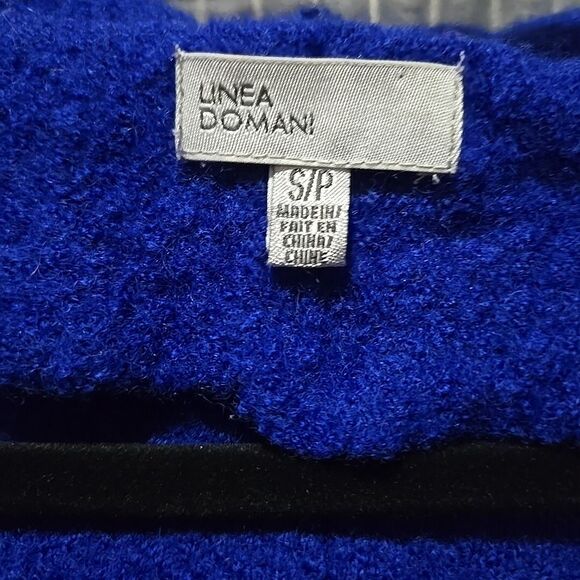 LINEA
DOMANI
S/P
MADE IN/
FAIT EN
CHINA/
CHINE